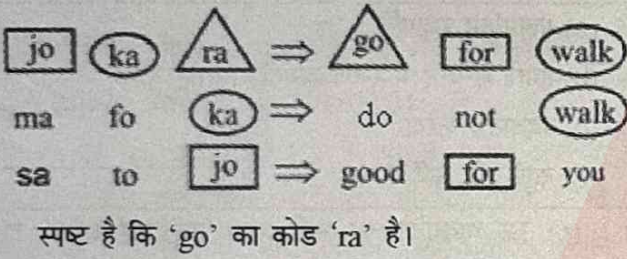 jo ka ra ⇒ go for walk
ma fo ka ⇒ do not walk
sa to jo ⇒ good for you
स्पष्ट है कि ‘go’ का कोड ‘ra’ है।